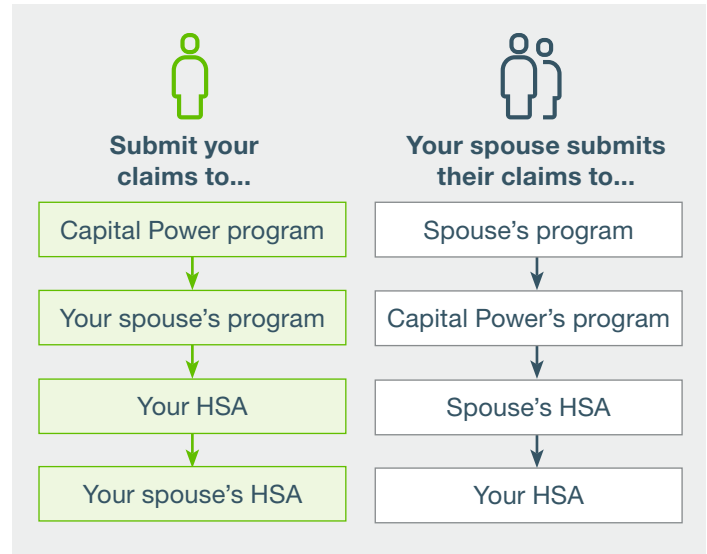 Submit your
claims to...
Capital Power program
Your spouse's program
Your HSA
Your spouse's HSA
Your spouse submits
their claims to...
Spouse's program
Capital Power's program
Spouse's HSA
Your HSA